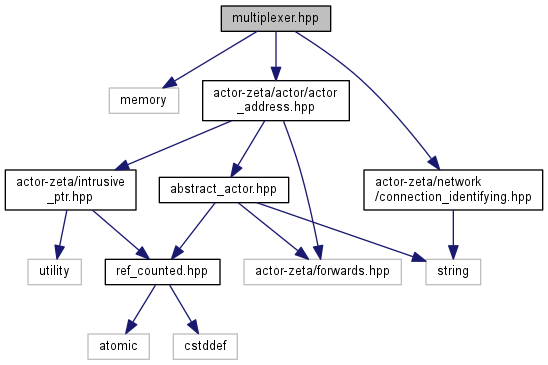 multiplexer.hpp
memory
actor-zeta/actor/actor
_address.hpp
actor-zeta/intrusive
_ptr.hpp
abstract_actor.hpp
actor-zeta/network
/connection_identifying.hpp
utility
ref_counted.hpp
actor-zeta/forwards.hpp
string
atomic
cstddef